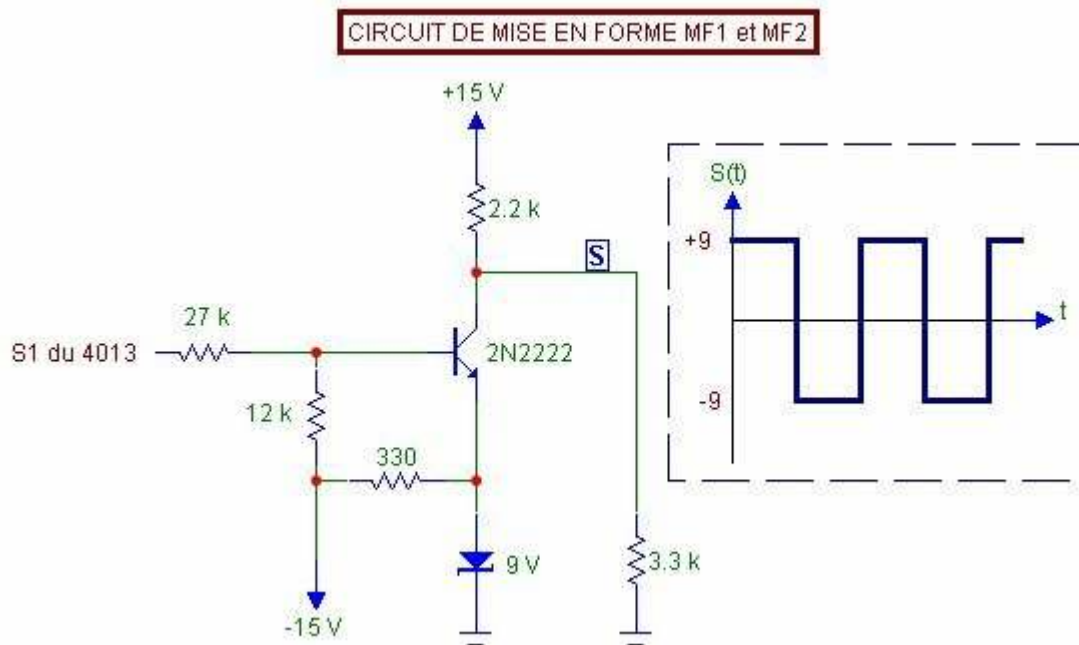 CIRCUIT DE MISE EN FORME MF1 et MF2
+15 V
2.2 k
S
27 k
S1 du 4013
2N2222
12 k
330
9 V
3.3 k
-15 V
S(t)
+9
t
-9